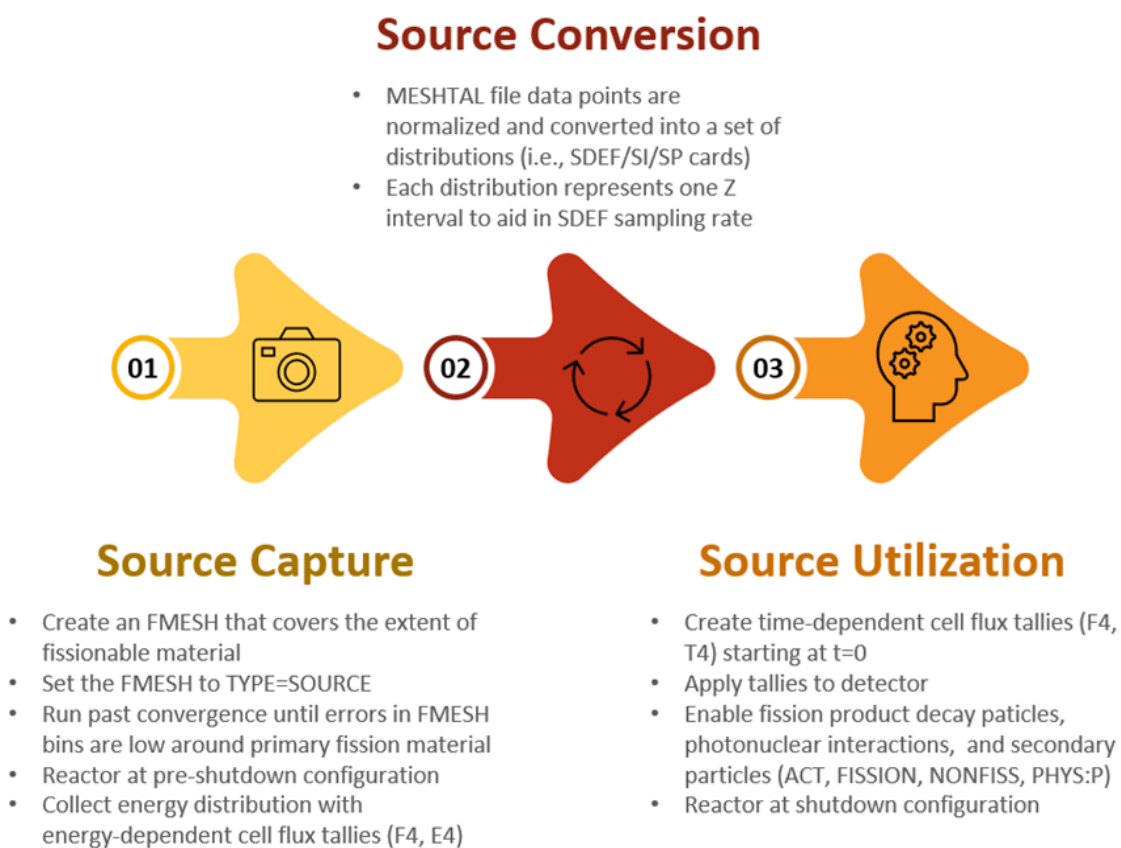 Source Conversion
• MESHTAL file data points are
normalized and converted into a set of
distributions (i.e., SDEF/SI/SP cards)
• Each distribution represents one Z
interval to aid in SDEF sampling rate
01
02
03
Source Capture
• Create an FMESH that covers the extent of
fissionable material
• Set the FMESH to TYPE=SOURCE
• Run past convergence until errors in FMESH
bins are low around primary fission material
• Reactor at pre-shutdown configuration
• Collect energy distribution with
energy-dependent cell flux tallies (F4, E4)
Source Utilization
• Create time-dependent cell flux tallies (F4,
T4) starting at t=0
• Apply tallies to detector
• Enable fission product decay paticles,
photonuclear interactions, and secondary
particles (ACT, FISSION, NONFISS, PHYS:P)
• Reactor at shutdown configuration